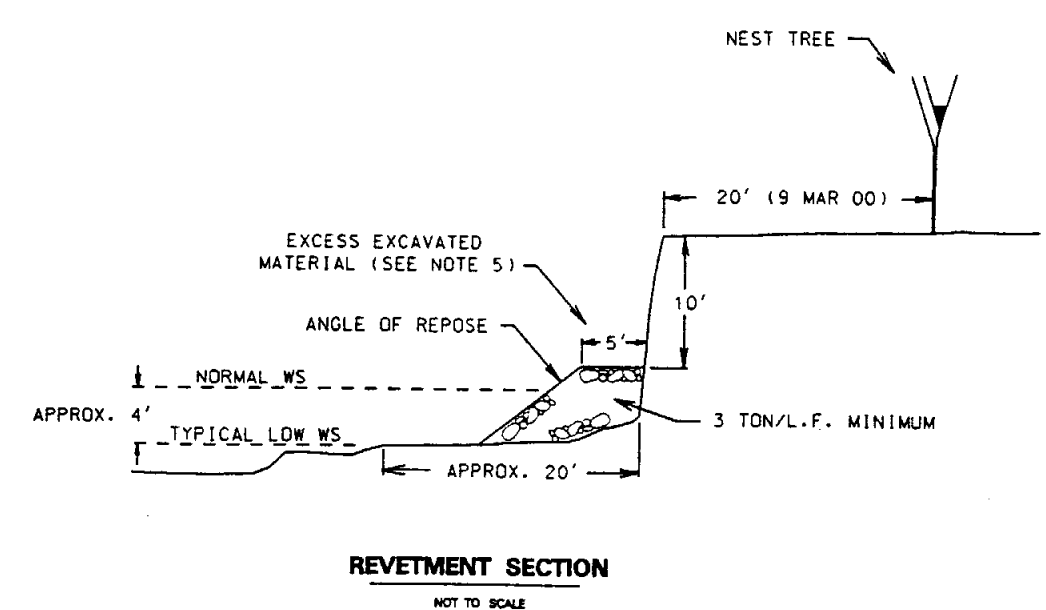 NEST TREE
20' (9 MAR 00)
EXCESS EXCAVATED
MATERIAL (SEE NOTE 5)
10'
ANGLE OF REPOSE
5'
NORMAL WS
APPROX. 4'
3 TON/L.F. MINIMUM
TYPICAL LOW WS
APPROX. 20'
REVETMENT SECTION
NOT TO SCALE